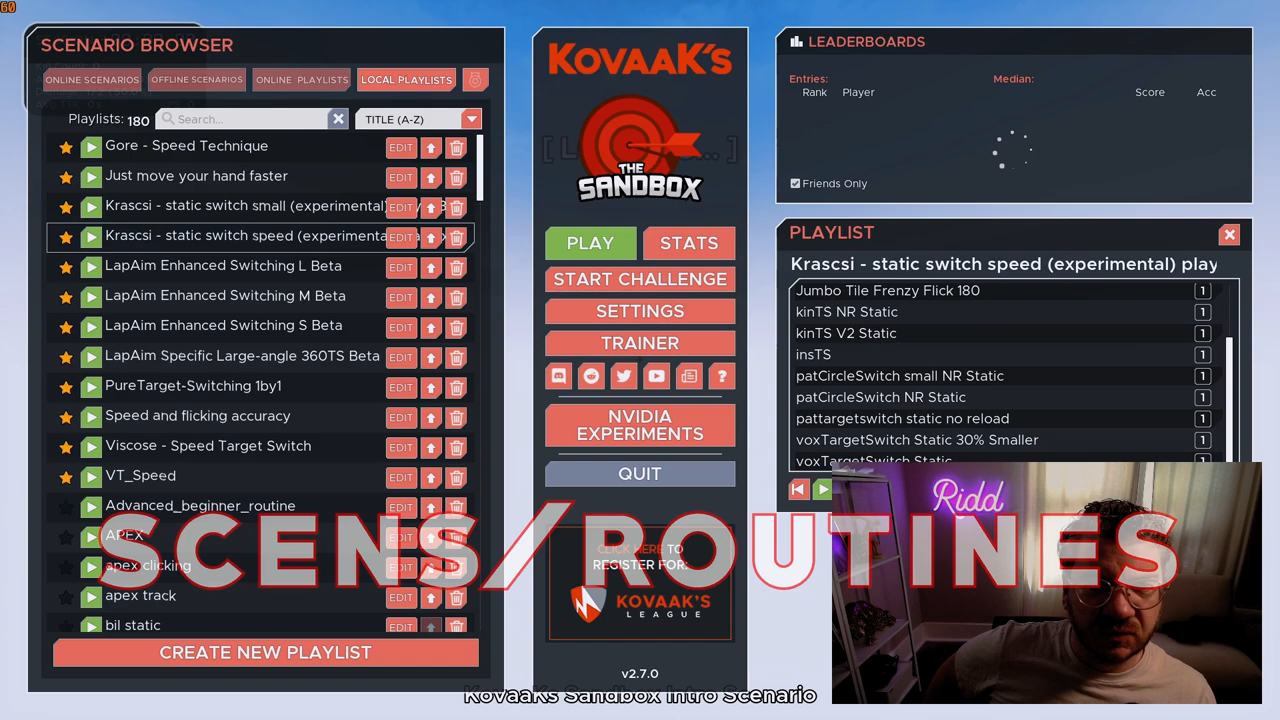 60
SCENARIO BROWSER
ONLINE SCENARIOS
OFFLINE SCENARIOS
ONLINE PLAYLISTS
LOCAL PLAYLISTS
Playlists: 180
Search...
TITLE (A-Z)
Gore - Speed Technique
EDIT
Just move your hand faster
EDIT
Krascsi - static switch small (experimental)
EDIT
Krascsi - static switch speed (experimenta
EDIT
LapAim Enhanced Switching L Beta
EDIT
LapAim Enhanced Switching M Beta
EDIT
LapAim Enhanced Switching S Beta
EDIT
LapAim Specific Large-angle 360TS Beta
EDIT
PureTarget-Switching 1by1
EDIT
Speed and flicking accuracy
EDIT
Viscose - Speed Target Switch
EDIT
VT_Speed
EDIT
Advanced_beginner_routine
EDIT
APEX
EDIT
apex clicking
EDIT
apex track
EDIT
bil static
EDIT
CREATE NEW PLAYLIST
KOVAAK'S
THE
SANDBOX
PLAY
STATS
START CHALLENGE
SETTINGS
TRAINER
?
NVIDIA
EXPERIMENTS
QUIT
CLICK HERE TO
REGISTER FOR:
KOVAAK'S
LEAGUE
v2.7.0
LEADERBOARDS
Entries:
Median:
Rank
Player
Score
Acc
Friends Only
PLAYLIST
Krascsi - static switch speed (experimental) play
Jumbo Tile Frenzy Flick 180
1
kinTS NR Static
1
kinTS V2 Static
1
insTS
1
patCircleSwitch small NR Static
1
patCircleSwitch NR Static
1
pattargetswitch static no reload
1
voxTargetSwitch Static 30% Smaller
1
voxTargetSwitch Static
1
Ridd
SCENS/ROUTINES
KovaaKs Sandbox Intro Scenario